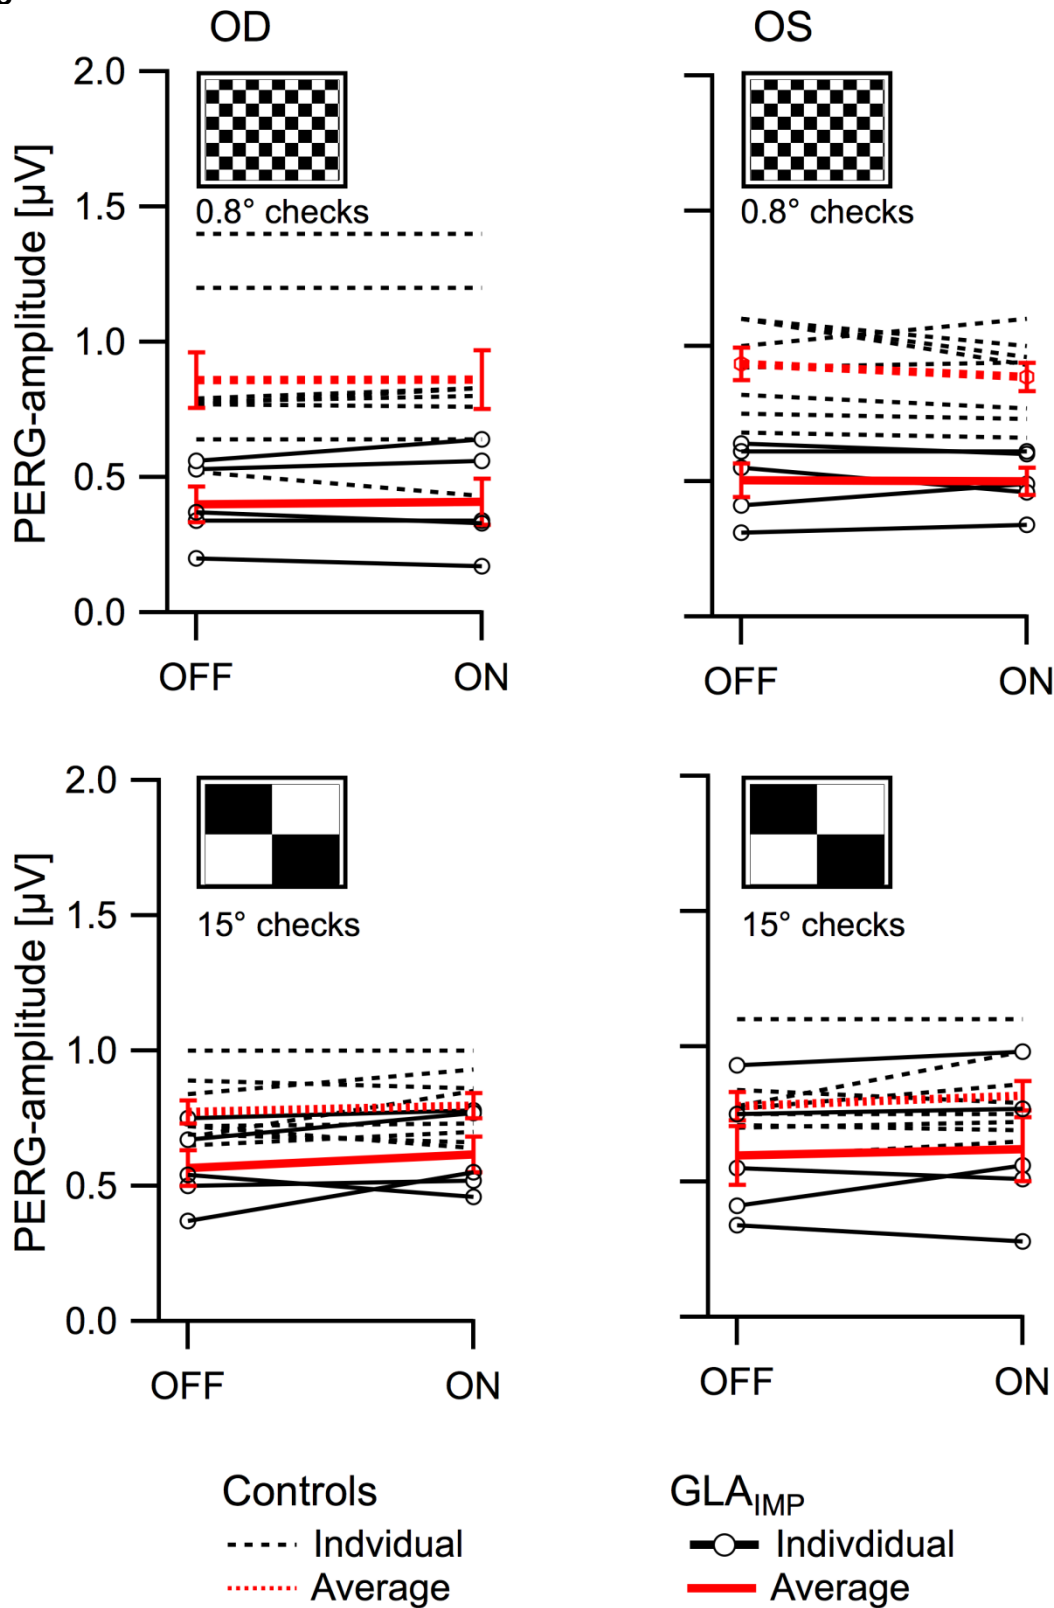 OD
OS
2.0
1.5
1.0
0.5
0.0
PERG-amplitude [µV]
0.8° checks
0.8° checks
OFF
ON
OFF
ON
2.0
1.5
1.0
0.5
0.0
PERG-amplitude [µV]
15° checks
15° checks
OFF
ON
OFF
ON
Controls
Indvidual
Average
GLAIMP
Indivdidual
Average